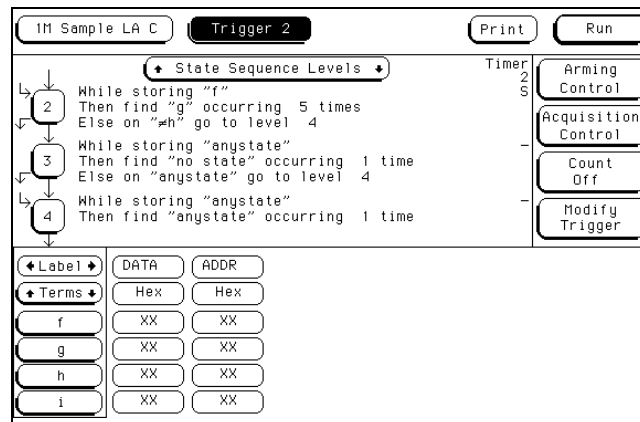 1M Sample LA C Trigger 2 Print Run
State Sequence Levels
Timer
2
S
Arming Control
Acquisition Control
Count Off
Modify Trigger
2
While storing "f"
Then find "g" occurring 5 times
Else on "≠h" go to level 4
3
While storing "anystate"
Then find "no state" occurring 1 time
Else on "anystate" go to level 4
-
4
While storing "anystate"
Then find "anystate" occurring 1 time
-
Label DATA ADDR
Terms Hex Hex
f XX XX
g XX XX
h XX XX
i XX XX